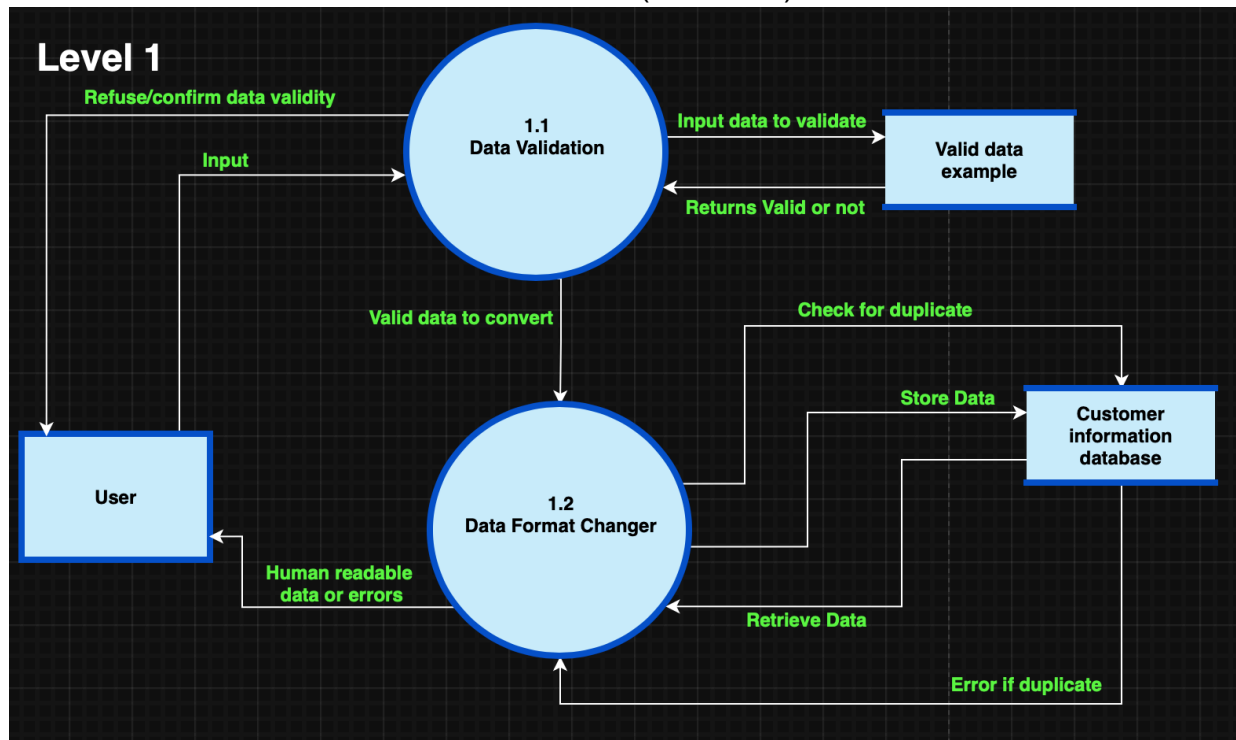 Level 1
Refuse/confirm data validity
Input
1.1
Data Validation
Input data to validate
Returns Valid or not
Valid data
example
Valid data to convert
Check for duplicate
Store Data
Customer
information
database
User
1.2
Data Format Changer
Human readable
data or errors
Retrieve Data
Error if duplicate